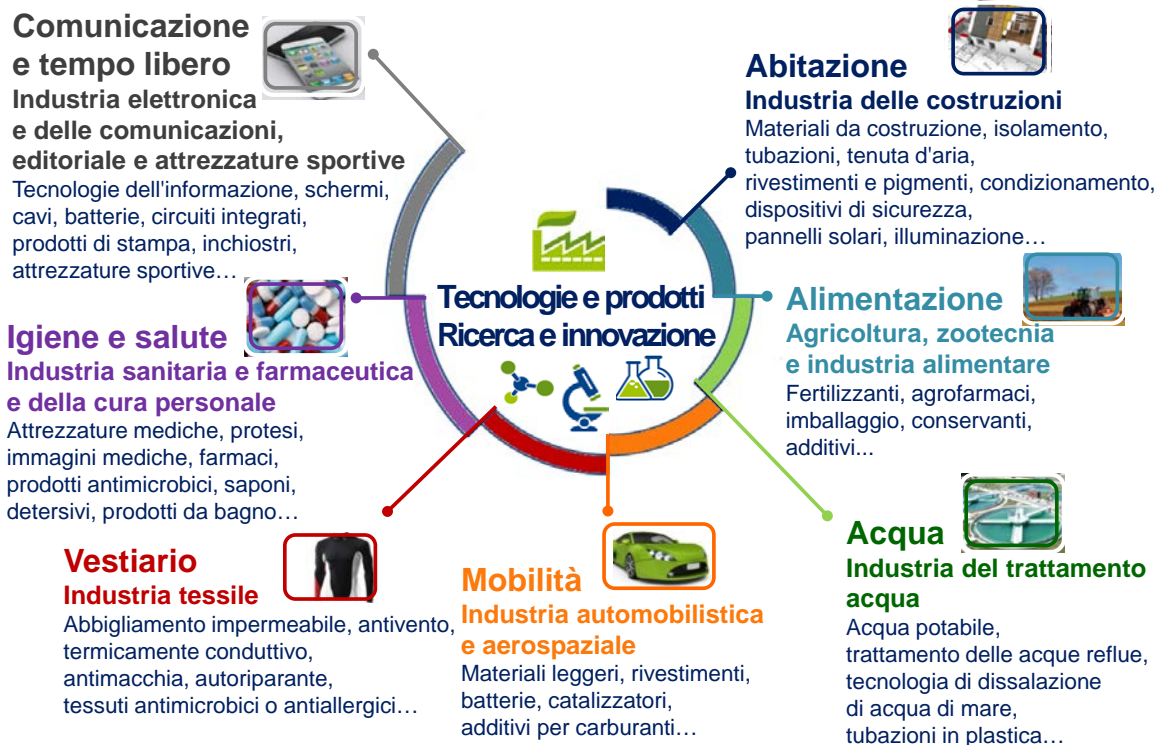 Comunicazione
e tempo libero
Industria elettronica
e delle comunicazioni,
editoriale e attrezzature sportive
Tecnologie dell'informazione, schermi,
cavi, batterie, circuiti integrati,
prodotti di stampa, inchiostri,
attrezzature sportive…
Abitazione
Industria delle costruzioni
Materiali da costruzione, isolamento,
tubazioni, tenuta d'aria,
rivestimenti e pigmenti, condizionamento,
dispositivi di sicurezza,
pannelli solari, illuminazione…
Tecnologie e prodotti
Ricerca e innovazione
Igiene e salute
Industria sanitaria e farmaceutica
e della cura personale
Attrezzature mediche, protesi,
immagini mediche, farmaci,
prodotti antimicrobici, saponi,
detersivi, prodotti da bagno…
Alimentazione
Agricoltura, zootecnia
e industria alimentare
Fertilizzanti, agrofarmaci,
imballaggio, conservanti,
additivi...
Vestiario
Industria tessile
Abbigliamento impermeabile, antivento,
termicamente conduttivo,
antimacchia, autoriparante,
tessuti antimicrobici o antiallergici…
Mobilità
Industria automobilistica
e aerospaziale
Materiali leggeri, rivestimenti,
batterie, catalizzatori,
additivi per carburanti…
Acqua
Industria del trattamento
acqua
Acqua potabile,
trattamento delle acque reflue,
tecnologia di dissalazione
di acqua di mare,
tubazioni in plastica…